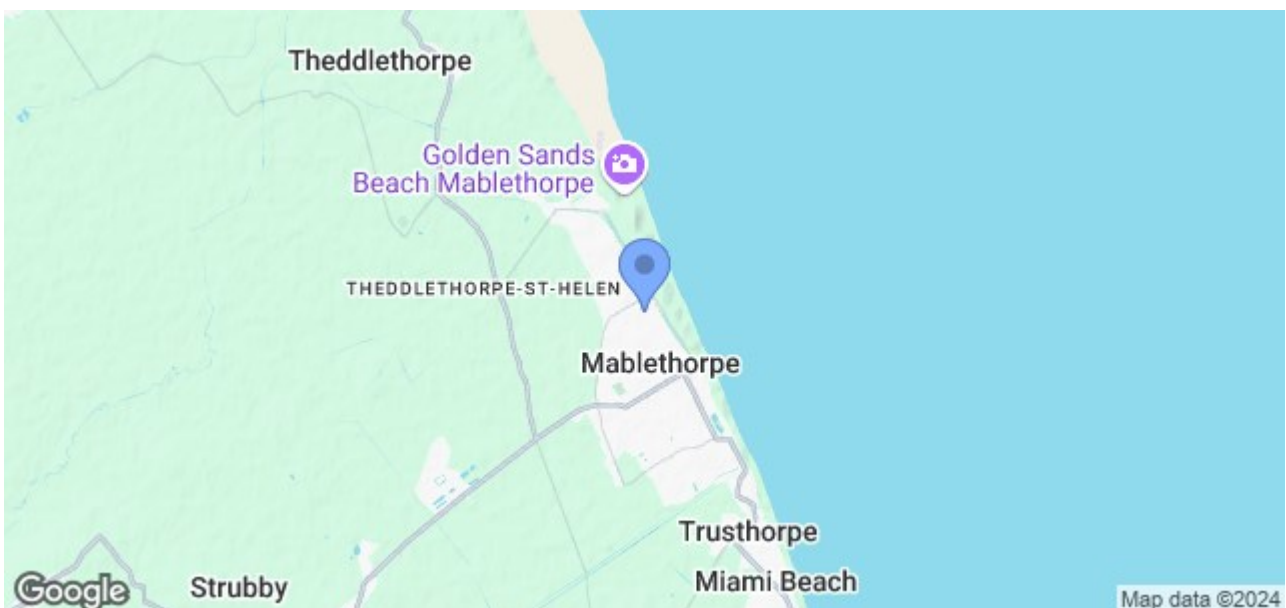 Theddlethorpe
Golden Sands
Beach Mablethorpe
THEDDLETHORPE-ST-HELEN
Mablethorpe
Trusthorpe
Miami Beach
Strubby
Google
Map data ©2024